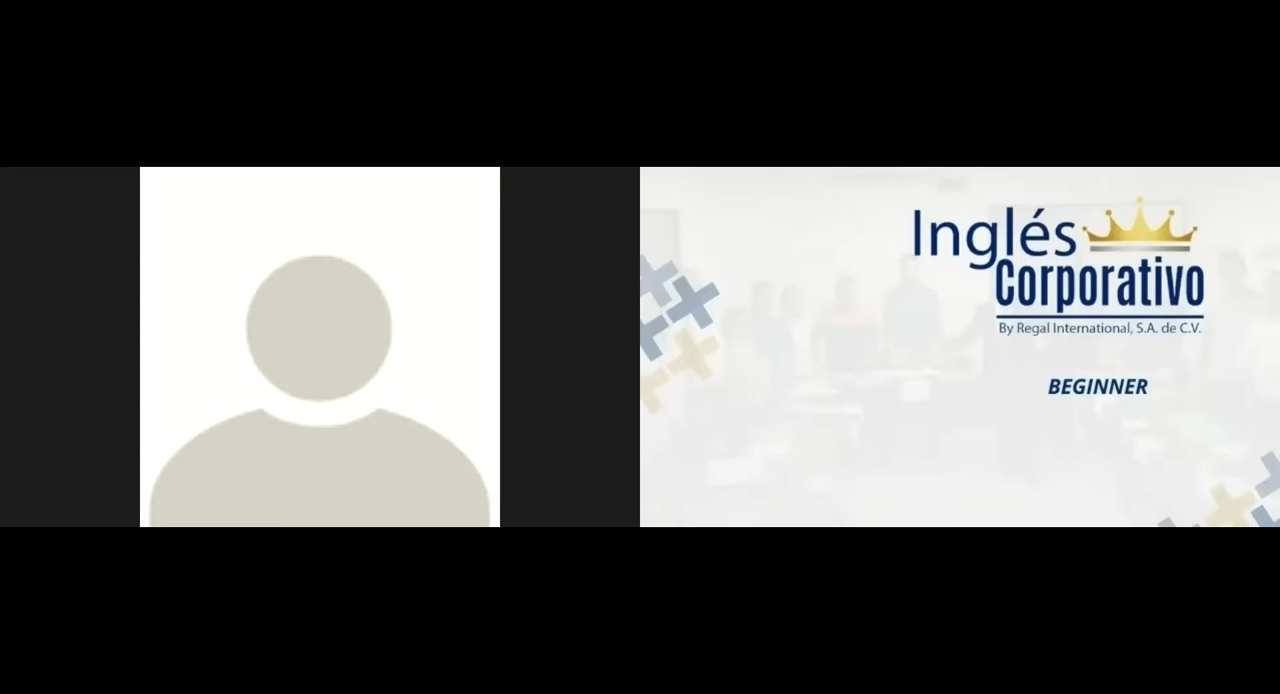 Inglés
Corporativo
By Regal International, S.A. de C.V.
BEGINNER